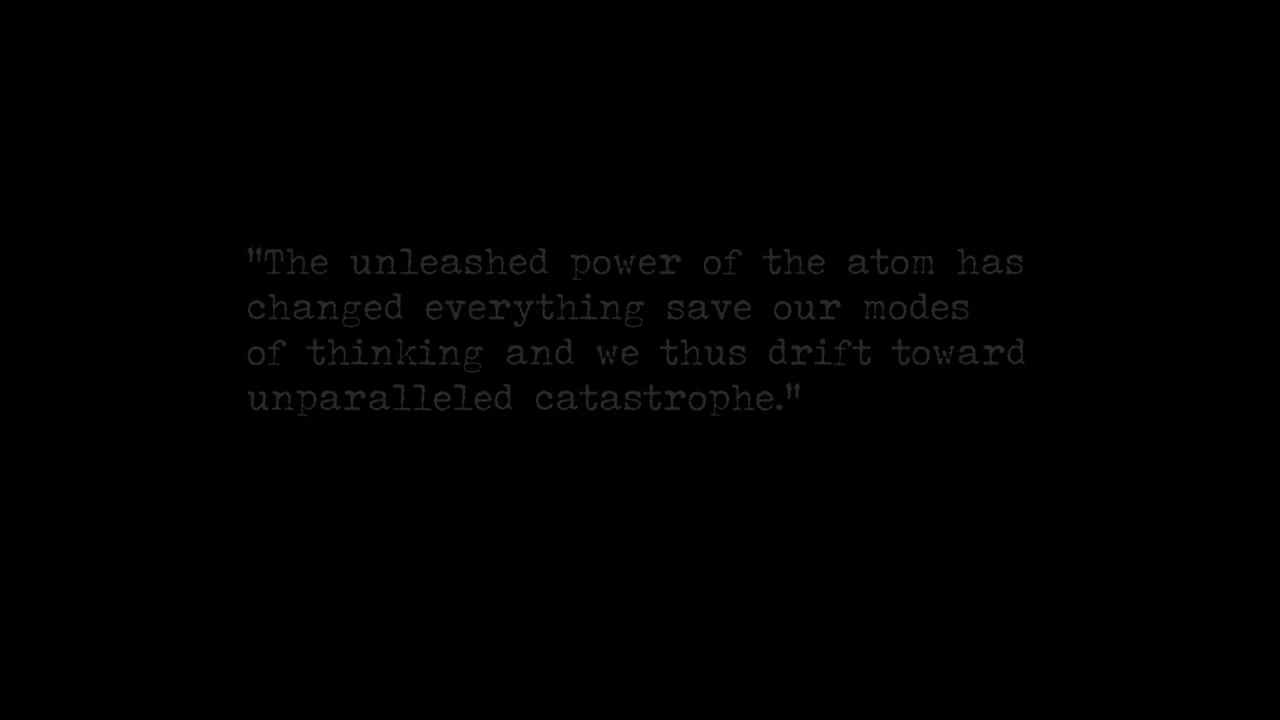 "The unleashed power of the atom has
changed everything save our modes
of thinking and we thus drift toward
unparalleled catastrophe."